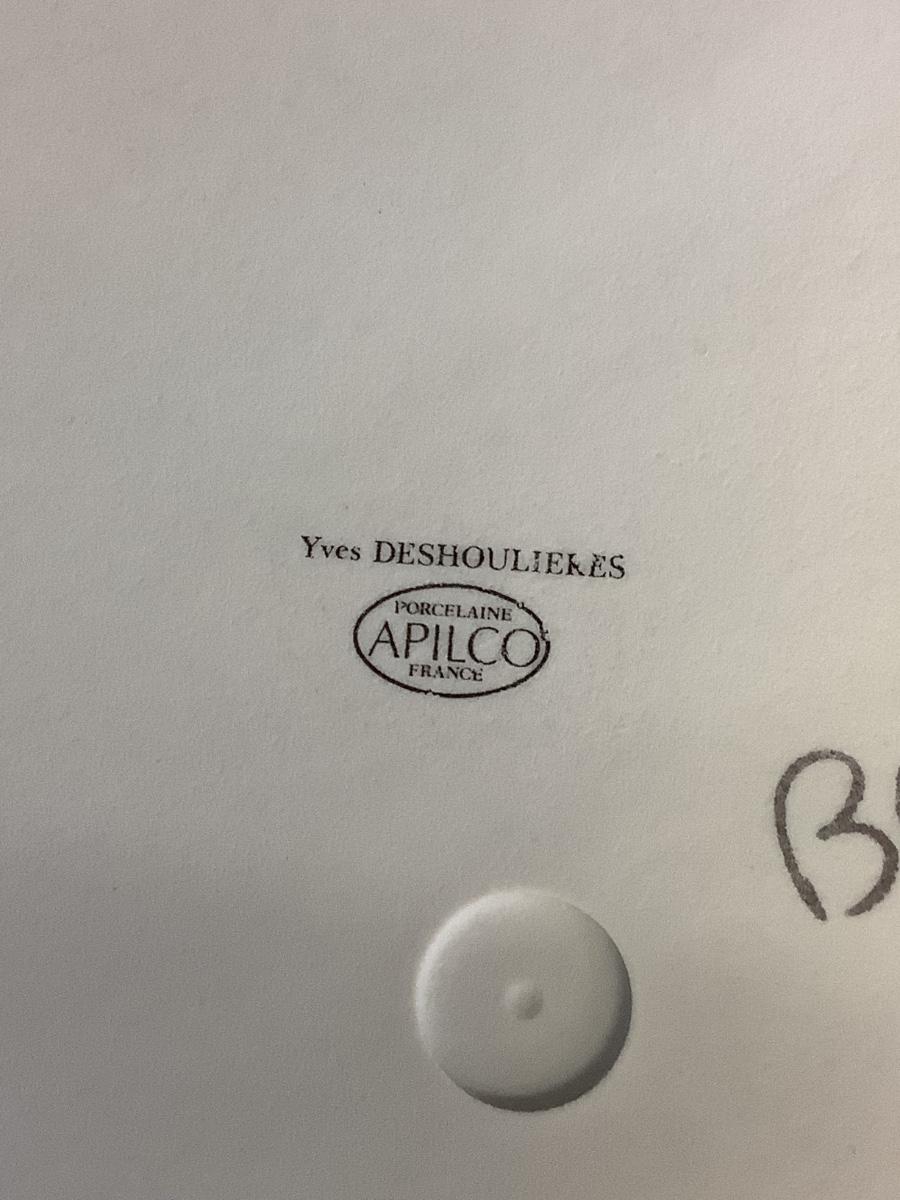 Yves DESHOULIERES
PORCELAINE
APILCO
FRANCE